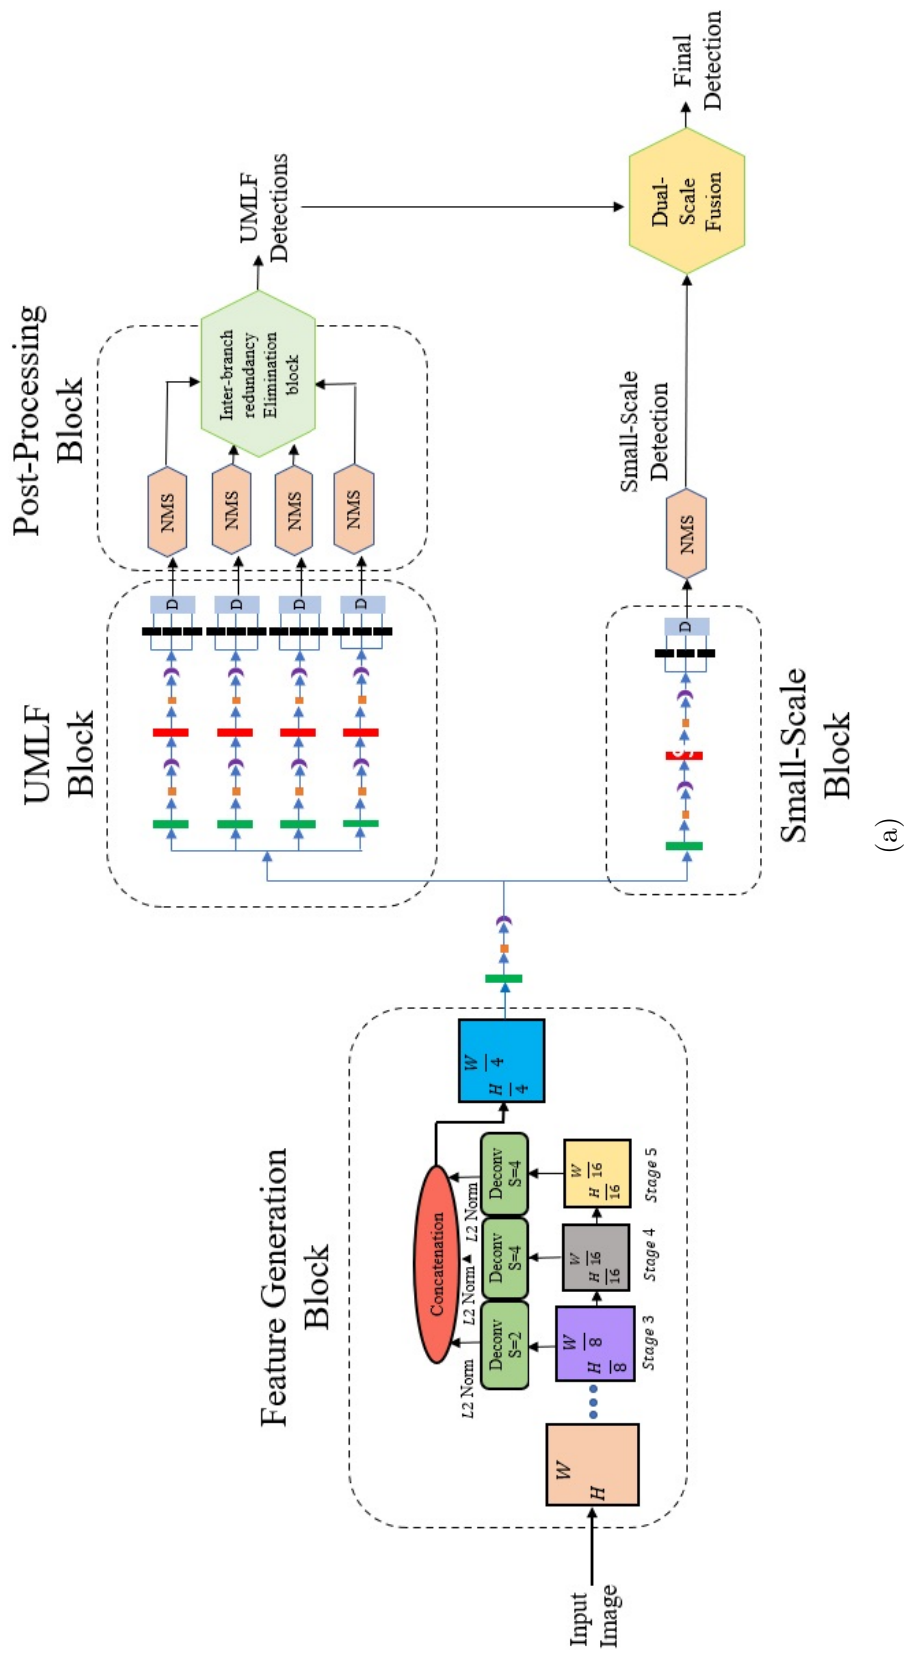 Input
Image
Feature Generation
Block
W
H
W
8
H
8
Stage 3
W
16
H
16
Stage 4
W
16
H
16
Stage 5
Deconv
S=2
Deconv
S=4
Deconv
S=4
L2 Norm
L2 Norm
L2 Norm
Concatenation
W
4
H
4
UMLF
Block
D
D
D
D
Post-Processing
Block
NMS
NMS
NMS
NMS
Inter-branch
redundancy
Elimination
block
UMLF
Detections
Small-Scale
Block
D
NMS
Small-Scale
Detection
Dual-
Scale
Fusion
Final
Detection
(a)